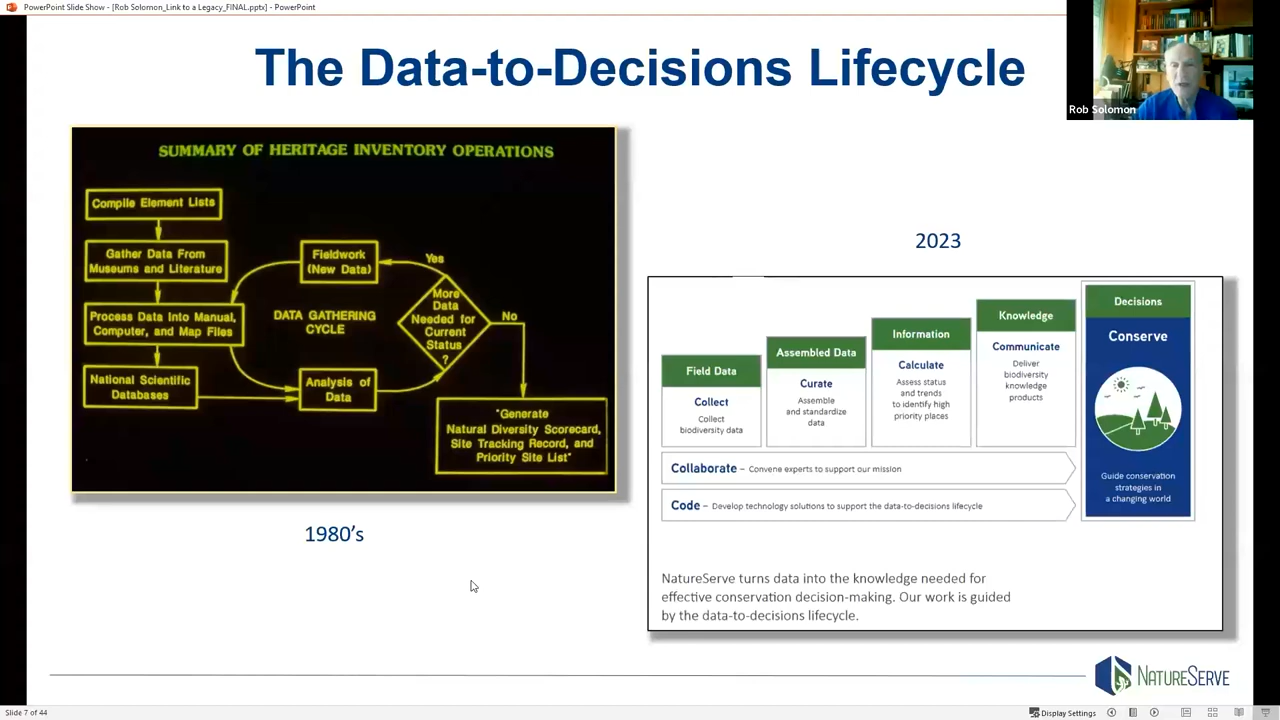 PowerPoint Slide Show - [Rob Solomon_Link to a Legacy_FINAL.pptx] - PowerPoint
The Data-to-Decisions Lifecycle
Rob Solomon
SUMMARY OF HERITAGE INVENTORY OPERATIONS
Compile Element Lists
Gather Data From
Museums and Literature
Process Data Into Manual,
Computer, and Map Files
National Scientific
Databases
Fieldwork
(New Data)
DATA GATHERING
CYCLE
Analysis of
Data
Yes
More
Data
Needed for
Current
Status
?
No
"Generate
Natural Diversity Scorecard,
Site Tracking Record, and
Priority Site List"
1980's
2023
Field Data
Collect
Collect
biodiversity data
Assembled Data
Curate
Assemble
and standardize
data
Information
Calculate
Assess status
and trends
to identify high
priority places
Knowledge
Communicate
Deliver
biodiversity
knowledge
products
Decisions
Conserve
Guide conservation
strategies in
a changing world
Collaborate – Convene experts to support our mission
Code – Develop technology solutions to support the data-to-decisions lifecycle
NatureServe turns data into the knowledge needed for
effective conservation decision-making. Our work is guided
by the data-to-decisions lifecycle.
NATURESERVE
Slide 7 of 44
Display Settings